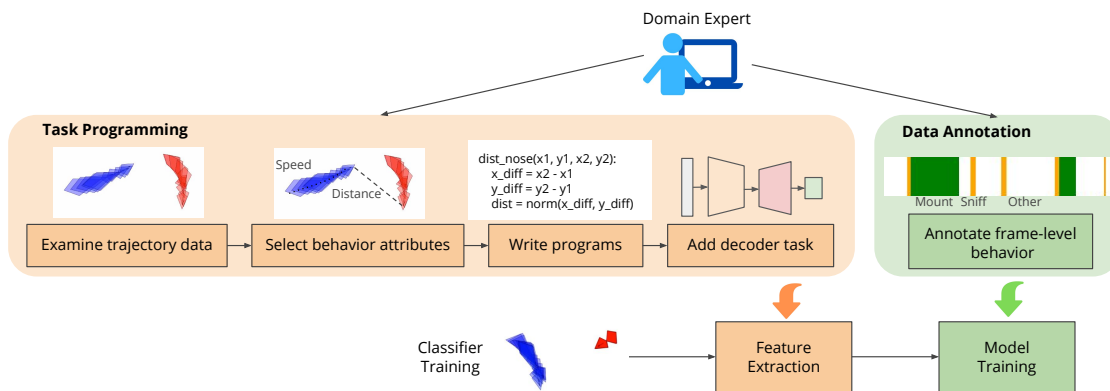 Domain Expert
Task Programming
Speed
Distance
dist_nose(x1, y1, x2, y2):
x_diff = x2 - x1
y_diff = y2 - y1
dist = norm(x_diff, y_diff)
Examine trajectory data
Select behavior attributes
Write programs
Add decoder task
Data Annotation
Mount
Sniff
Other
Annotate frame-level
behavior
Classifier
Training
Feature
Extraction
Model
Training